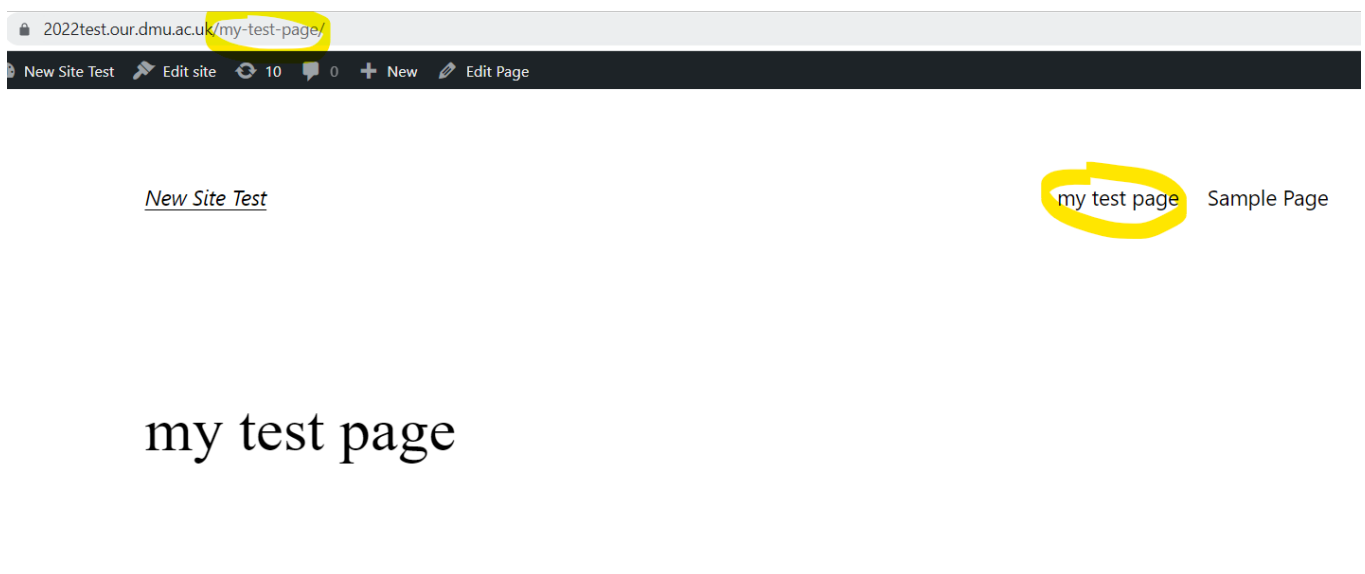 2022test.our.dmu.ac.uk/my-test-page/
New Site Test Edit site 10 0 New Edit Page
New Site Test my test page Sample Page
my test page